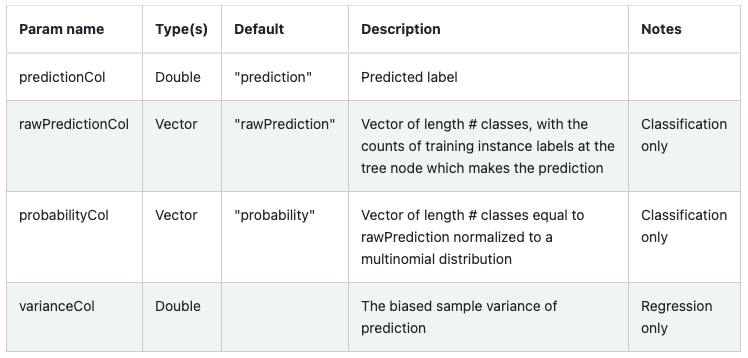 Param name Type(s) Default Description Notes
predictionCol Double "prediction" Predicted label
rawPredictionCol Vector "rawPrediction" Vector of length # classes, with the Classification
counts of training instance labels at the only
tree node which makes the prediction
probabilityCol Vector "probability" Vector of length # classes equal to Classification
rawPrediction normalized to a only
multinomial distribution
varianceCol Double The biased sample variance of Regression
prediction only